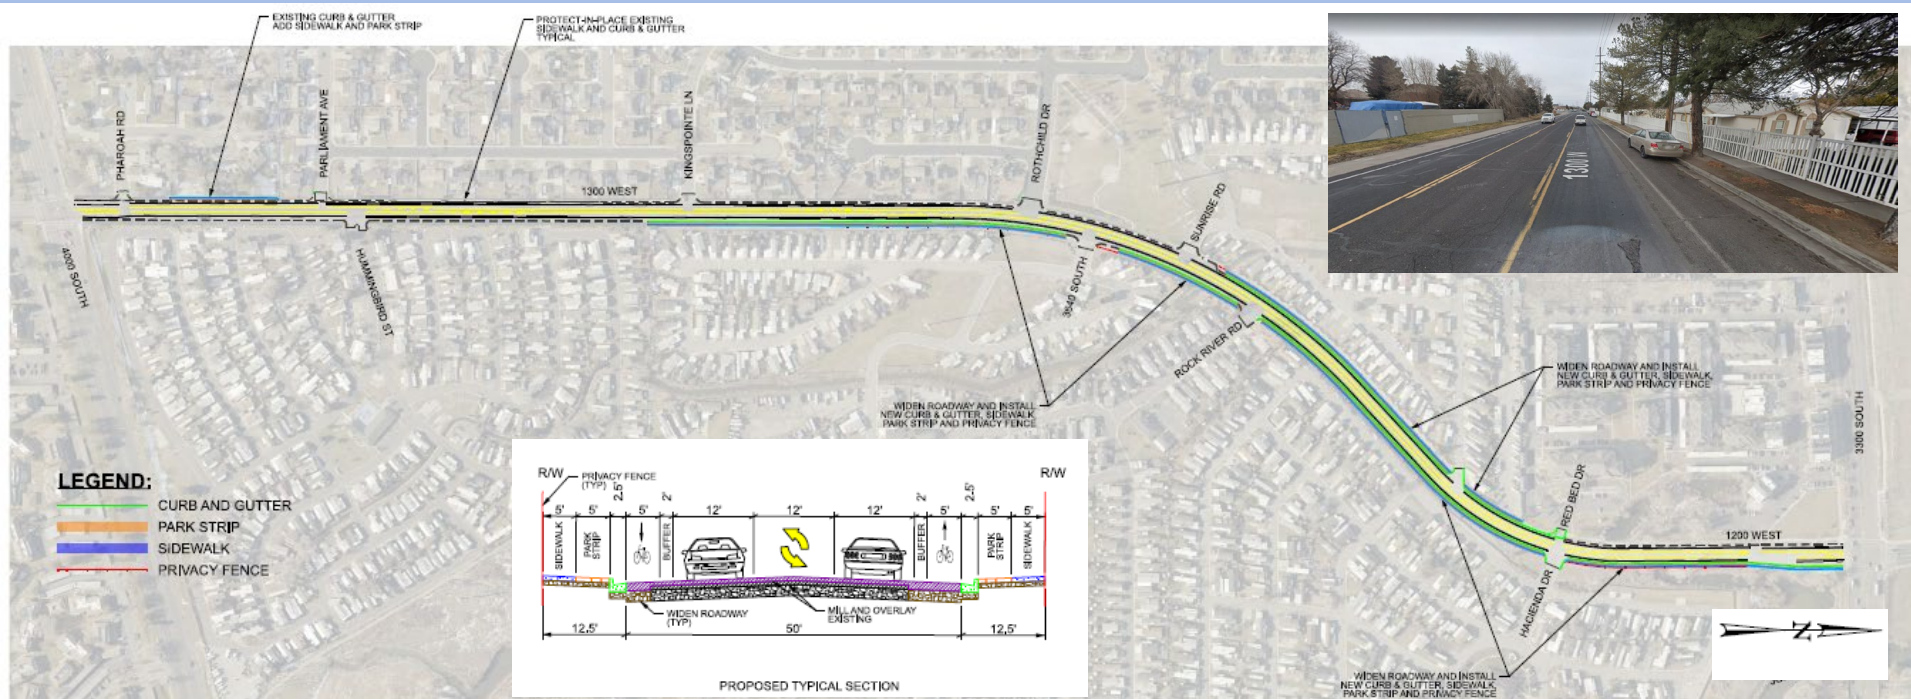 EXISTING CURB & GUTTER
ADD SIDEWALK AND PARK STRIP
PROTECT-IN-PLACE EXISTING
SIDEWALK AND CURB & GUTTER
TYPICAL
PHAROAH RD
PARLIAMENT AVE
KINGSPOINTE LN
ROTHCHILD DR
1300 WEST
SUNRISE RD
1300 W
4000 SOUTH
HUMMINGBIRD ST
3640 SOUTH
ROCK RIVER RD
WIDEN ROADWAY AND INSTALL
NEW CURB & GUTTER, SIDEWALK,
PARK STRIP AND PRIVACY FENCE
WIDEN ROADWAY AND INSTALL
NEW CURB & GUTTER, SIDEWALK,
PARK STRIP AND PRIVACY FENCE
3300 SOUTH
RED BED DR
1200 WEST
HACIENDA DR
WIDEN ROADWAY AND INSTALL
NEW CURB & GUTTER, SIDEWALK,
PARK STRIP AND PRIVACY FENCE
N
LEGEND:
CURB AND GUTTER
PARK STRIP
SIDEWALK
PRIVACY FENCE
R/W
PRIVACY FENCE
(TYP)
R/W
5' 5' 2.5' 5' 2' 12' 12' 12' 2' 5' 2.5' 5' 5'
SIDEWALK
PARK
STRIP
BUFFER
BUFFER
PARK
STRIP
SIDEWALK
WIDEN ROADWAY
(TYP)
MILL AND OVERLAY
EXISTING
12.5' 50' 12.5'
PROPOSED TYPICAL SECTION